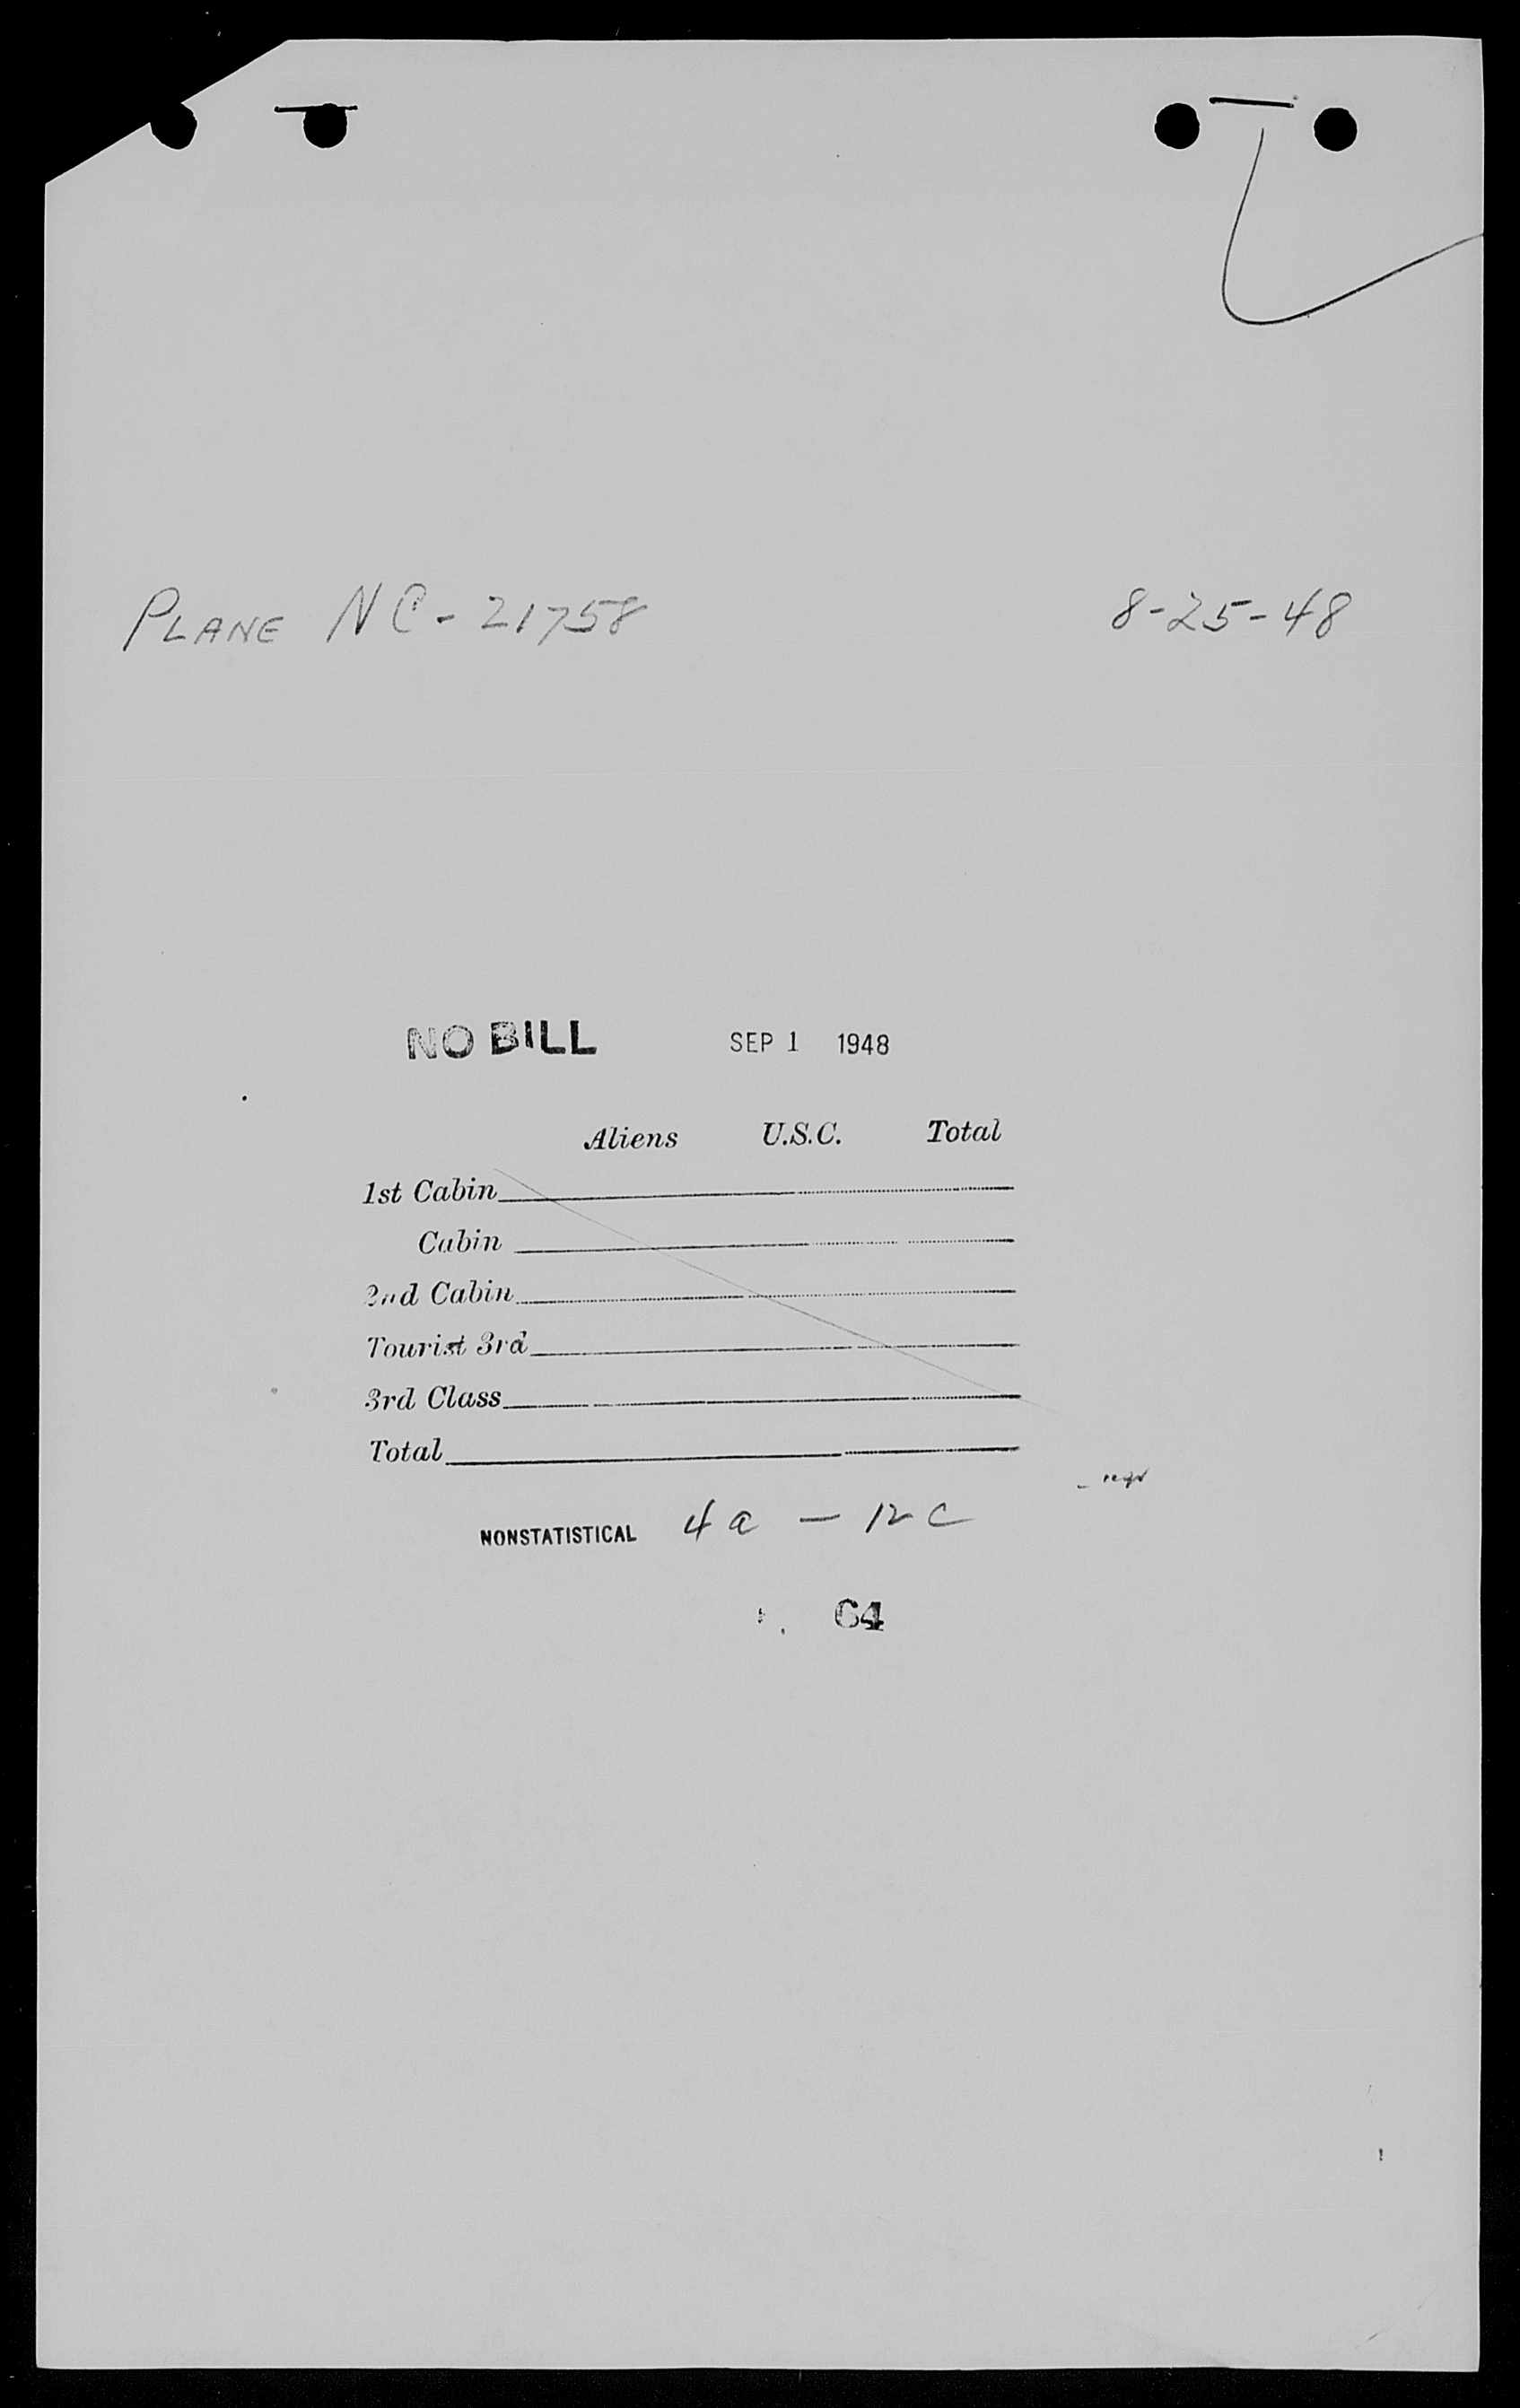 PLANE NC-21758 8-25-48
NO BILL SEP 1 1948
Aliens U.S.C. Total
1st Cabin
Cabin
2nd Cabin
Tourist 3rd
3rd Class
Total
NONSTATISTICAL 4a - 12c
64